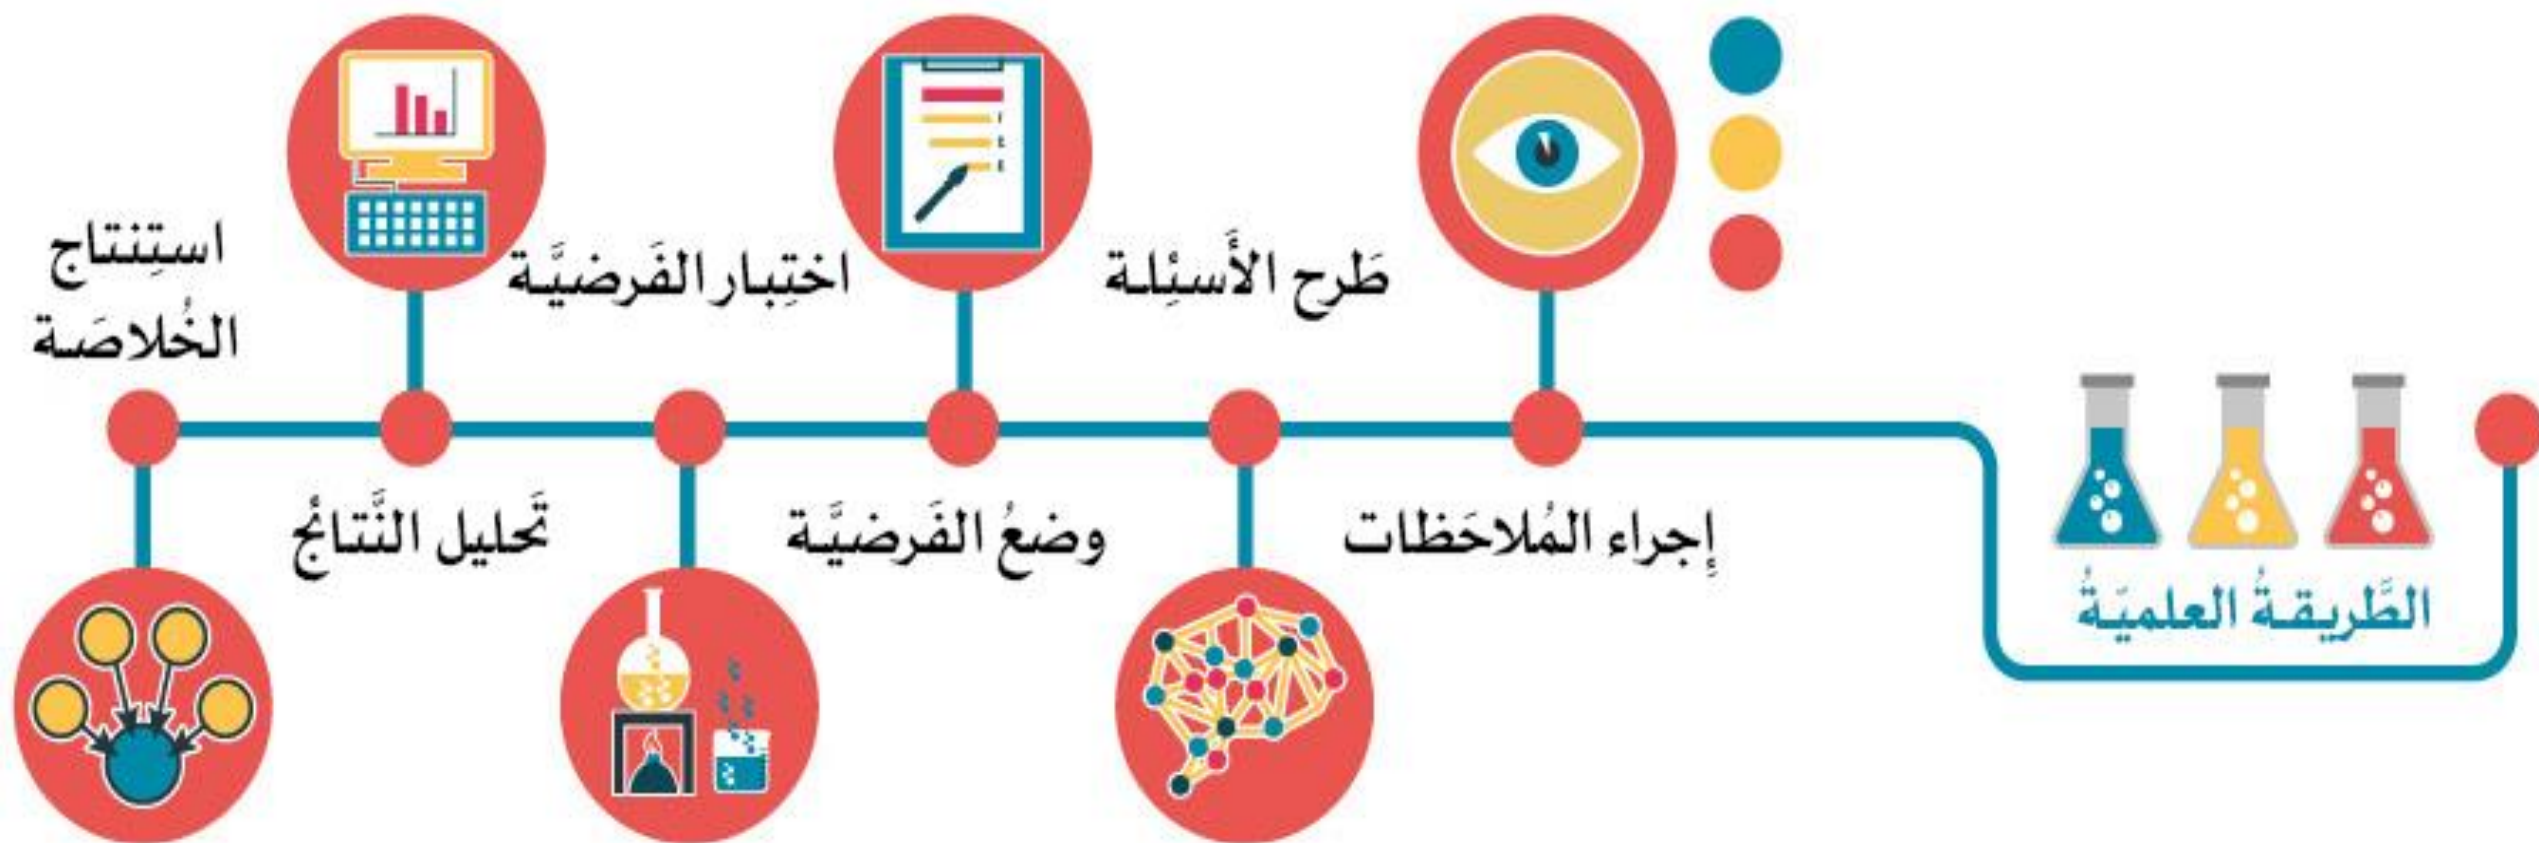 الطَّريقةُ العلميَّةُ
إجراء المُلاحَظات
طَرح الأَسئِلة
وضعُ الفَرضيَّة
اختِبار الفَرضيَّة
تَحليل النَّتائج
استِنتاج
الخُلاصَة